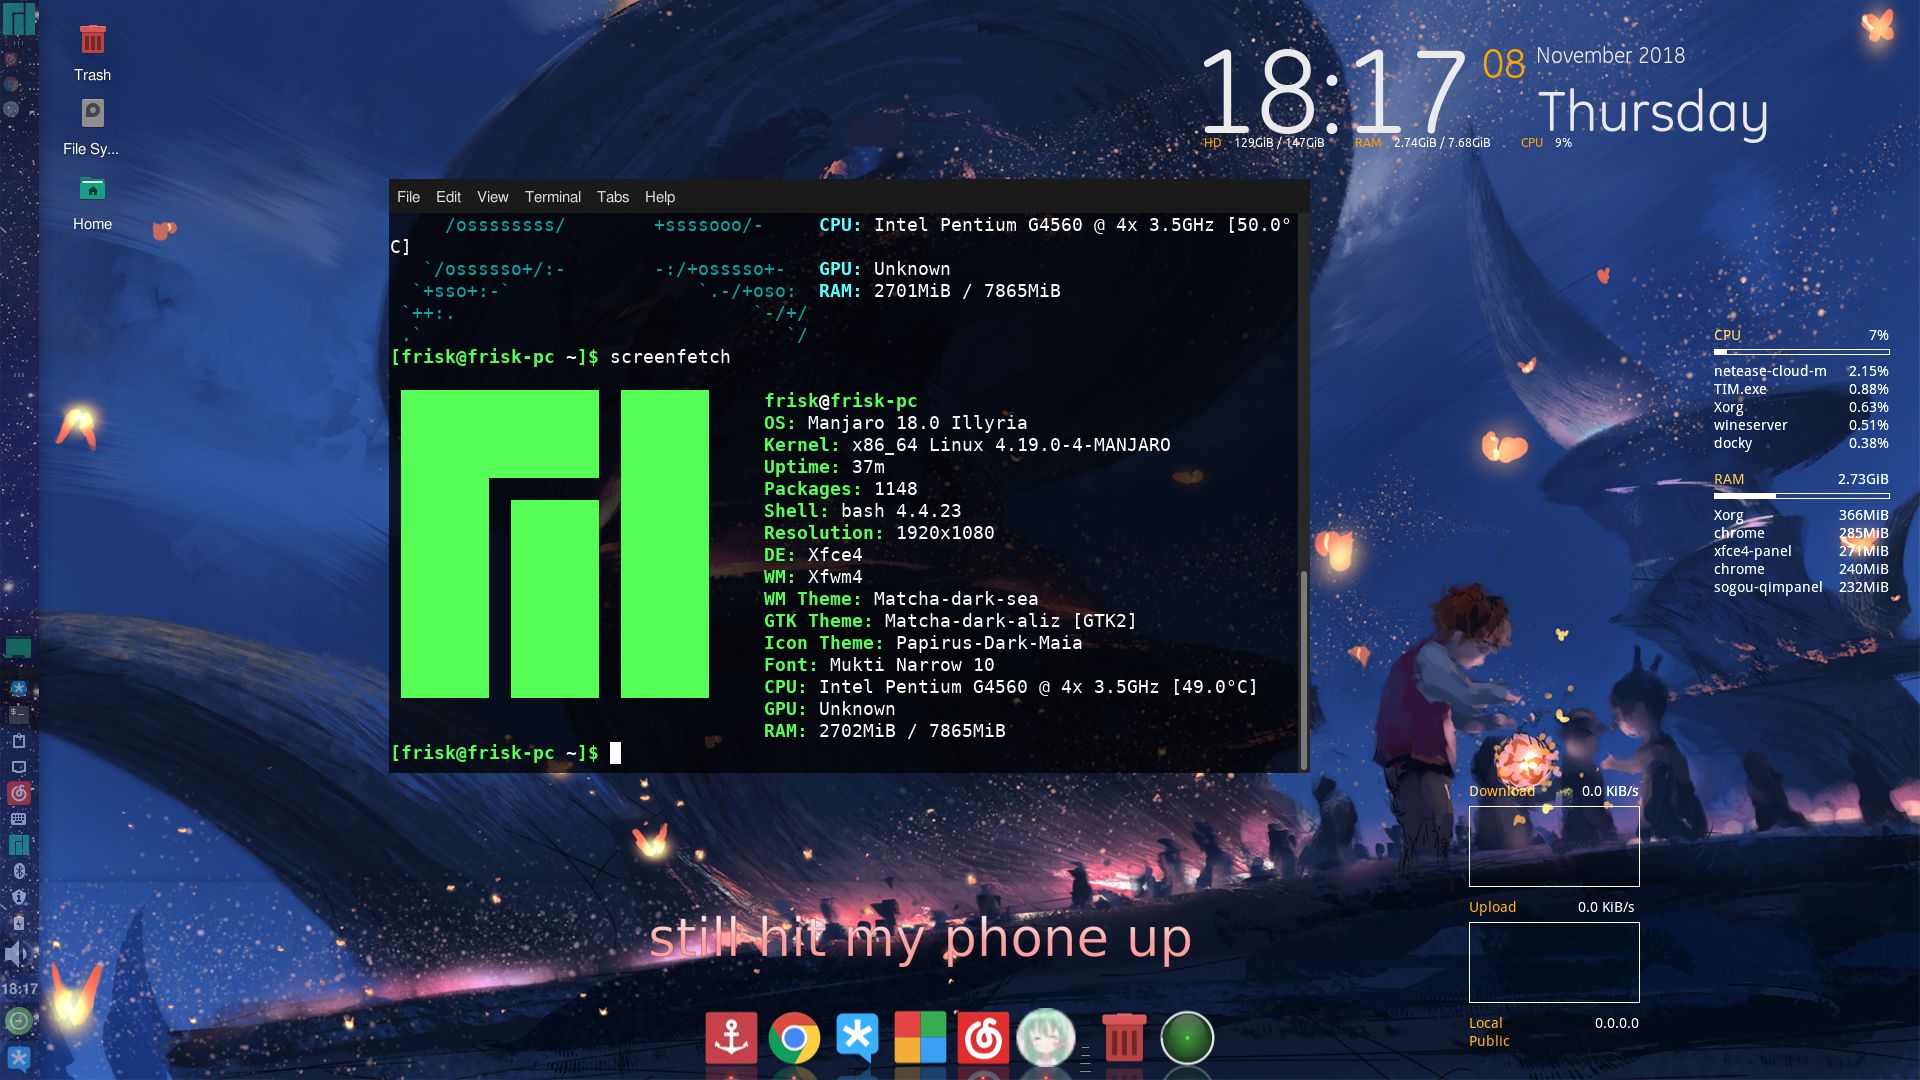 Trash
File Sy...
Home
18:17
08
November 2018
Thursday
HD 129GiB / 147GiB RAM 2.74GiB / 7.68GiB CPU 9%
File Edit View Terminal Tabs Help
/osssssssss/ +sssssooo/- CPU: Intel Pentium G4560 @ 4x 3.5GHz [50.0°
C]
`/ossssso+/:- -:/+osssso+- GPU: Unknown
`+sso+:-` `.-/+oso: RAM: 2701MiB / 7865MiB
`++:. `-/+/
.` `/
[frisk@frisk-pc ~]$ screenfetch
frisk@frisk-pc
OS: Manjaro 18.0 Illyria
Kernel: x86_64 Linux 4.19.0-4-MANJARO
Uptime: 37m
Packages: 1148
Shell: bash 4.4.23
Resolution: 1920x1080
DE: Xfce4
WM: Xfwm4
WM Theme: Matcha-dark-sea
GTK Theme: Matcha-dark-aliz [GTK2]
Icon Theme: Papirus-Dark-Maia
Font: Mukti Narrow 10
CPU: Intel Pentium G4560 @ 4x 3.5GHz [49.0°C]
GPU: Unknown
RAM: 2702MiB / 7865MiB
[frisk@frisk-pc ~]$
CPU 7%
netease-cloud-m 2.15%
TIM.exe 0.88%
Xorg 0.63%
wineserver 0.51%
docky 0.38%
RAM 2.73GiB
Xorg 366MiB
chrome 285MiB
xfce4-panel 271MiB
chrome 240MiB
sogou-qimpanel 232MiB
Download 0.0 KiB/s
Upload 0.0 KiB/s
Local 0.0.0.0
Public
still hit my phone up
18:17